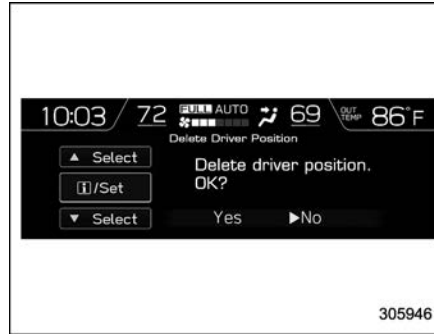 10:03 72 FULL AUTO 69 OUT TEMP 86°F
Delete Driver Position
▲ Select
i/Set
▼ Select
Delete driver position.
OK?
Yes ▶No
305946